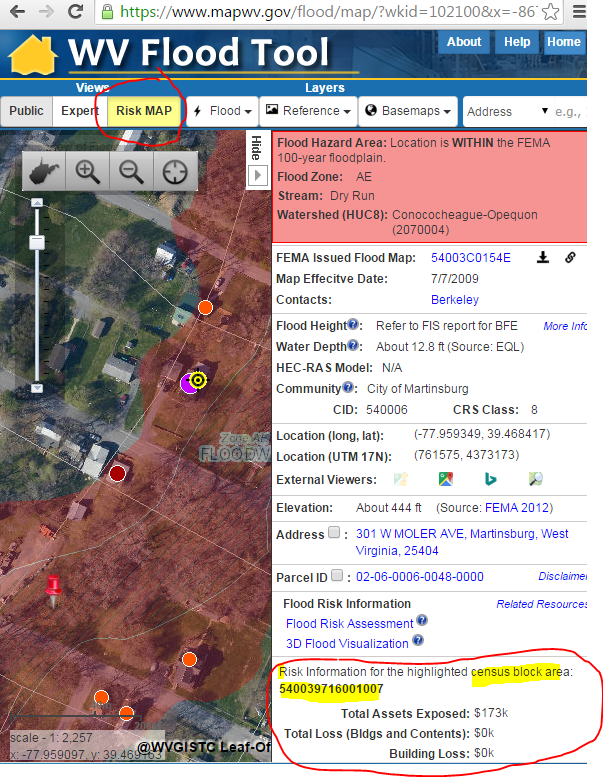 https://www.mapwv.gov/flood/map/?wkid=102100&x=-867
WV Flood Tool
About
Help
Home
Views
Layers
Public
Expert
Risk MAP
Flood
Reference
Basemaps
Address
e.g.,
Hide
Flood Hazard Area: Location is WITHIN the FEMA
100-year floodplain.
Flood Zone: AE
Stream: Dry Run
Watershed (HUC8): Conococheague-Opequon
(2070004)
FEMA Issued Flood Map: 54003C0154E
Map Effecitve Date: 7/7/2009
Contacts: Berkeley
Flood Height?: Refer to FIS report for BFE More Info
Water Depth?: About 12.8 ft (Source: EQL)
HEC-RAS Model: N/A
Community?: City of Martinsburg
CID: 540006 CRS Class: 8
Location (long, lat): (-77.959349, 39.468417)
Location (UTM 17N): (761575, 4373173)
External Viewers:
Elevation: About 444 ft (Source: FEMA 2012)
Address : 301 W MOLER AVE, Martinsburg, West
Virginia, 25404
Parcel ID : 02-06-0006-0048-0000 Disclaimer
Flood Risk Information Related Resources
Flood Risk Assessment ?
3D Flood Visualization ?
Risk Information for the highlighted census block area:
540039716001007
Total Assets Exposed: $173k
Total Loss (Bldgs and Contents): $0k
Building Loss: $0k
Zone AE
FLOODW
scale - 1: 2,257
x: -77.959097, y: 39.469163
@WVGISTC Leaf-Of